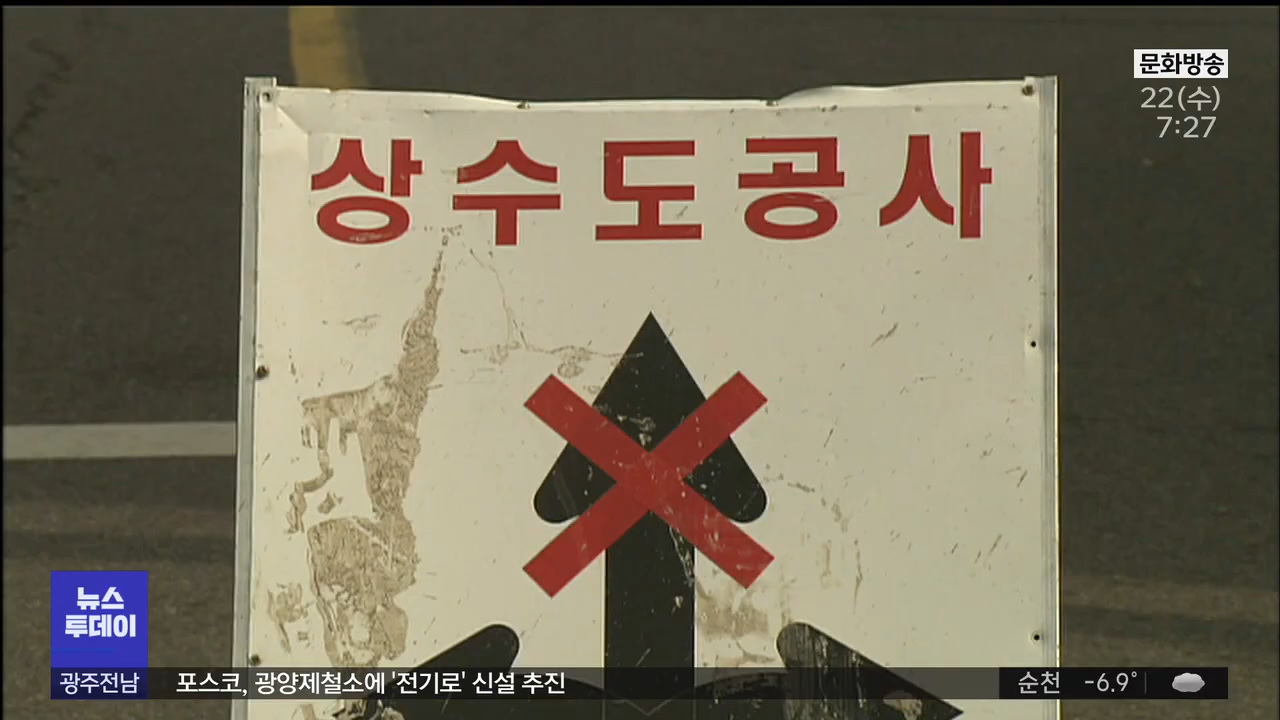 문화방송
22(수)
7:27
상수도공사
뉴스
투데이
광주전남
포스코, 광양제철소에 '전기로' 신설 추진
순천 -6.9°